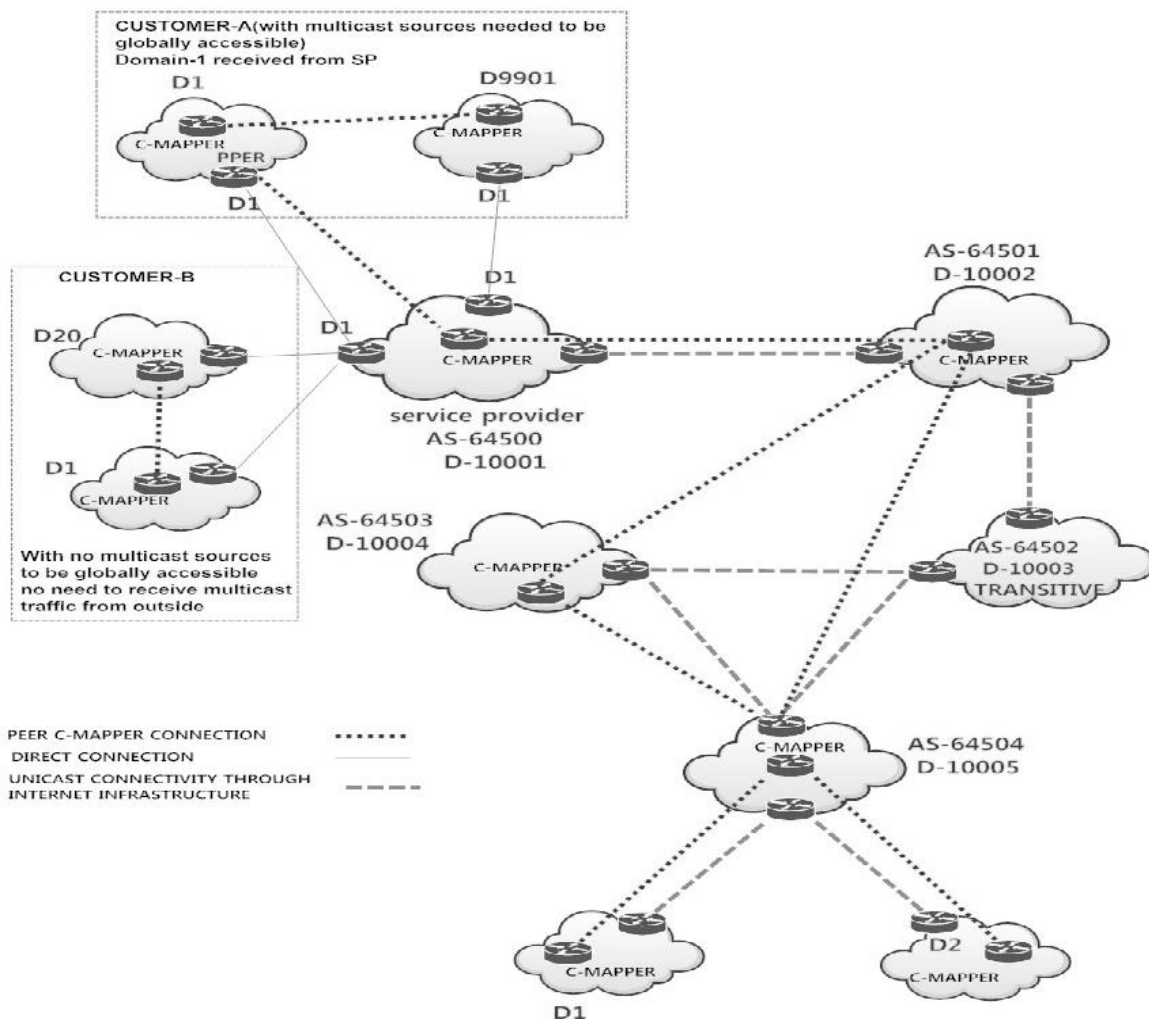 CUSTOMER-A(with multicast sources needed to be
globally accessible)
Domain-1 received from SP
D1
D9901
C-MAPPER
C-MAPPER
PPER
D1
D1
CUSTOMER-B
D20
C-MAPPER
D1
C-MAPPER
With no multicast sources
to be globally accessible
no need to receive multicast
traffic from outside
D1
D1
C-MAPPER
service provider
AS-64500
D-10001
AS-64501
D-10002
C-MAPPER
AS-64503
D-10004
C-MAPPER
AS-64502
D-10003
TRANSITIVE
C-MAPPER
AS-64504
D-10005
PEER C-MAPPER CONNECTION
DIRECT CONNECTION
UNICAST CONNECTIVITY THROUGH
INTERNET INFRASTRUCTURE
C-MAPPER
D1
D2
C-MAPPER